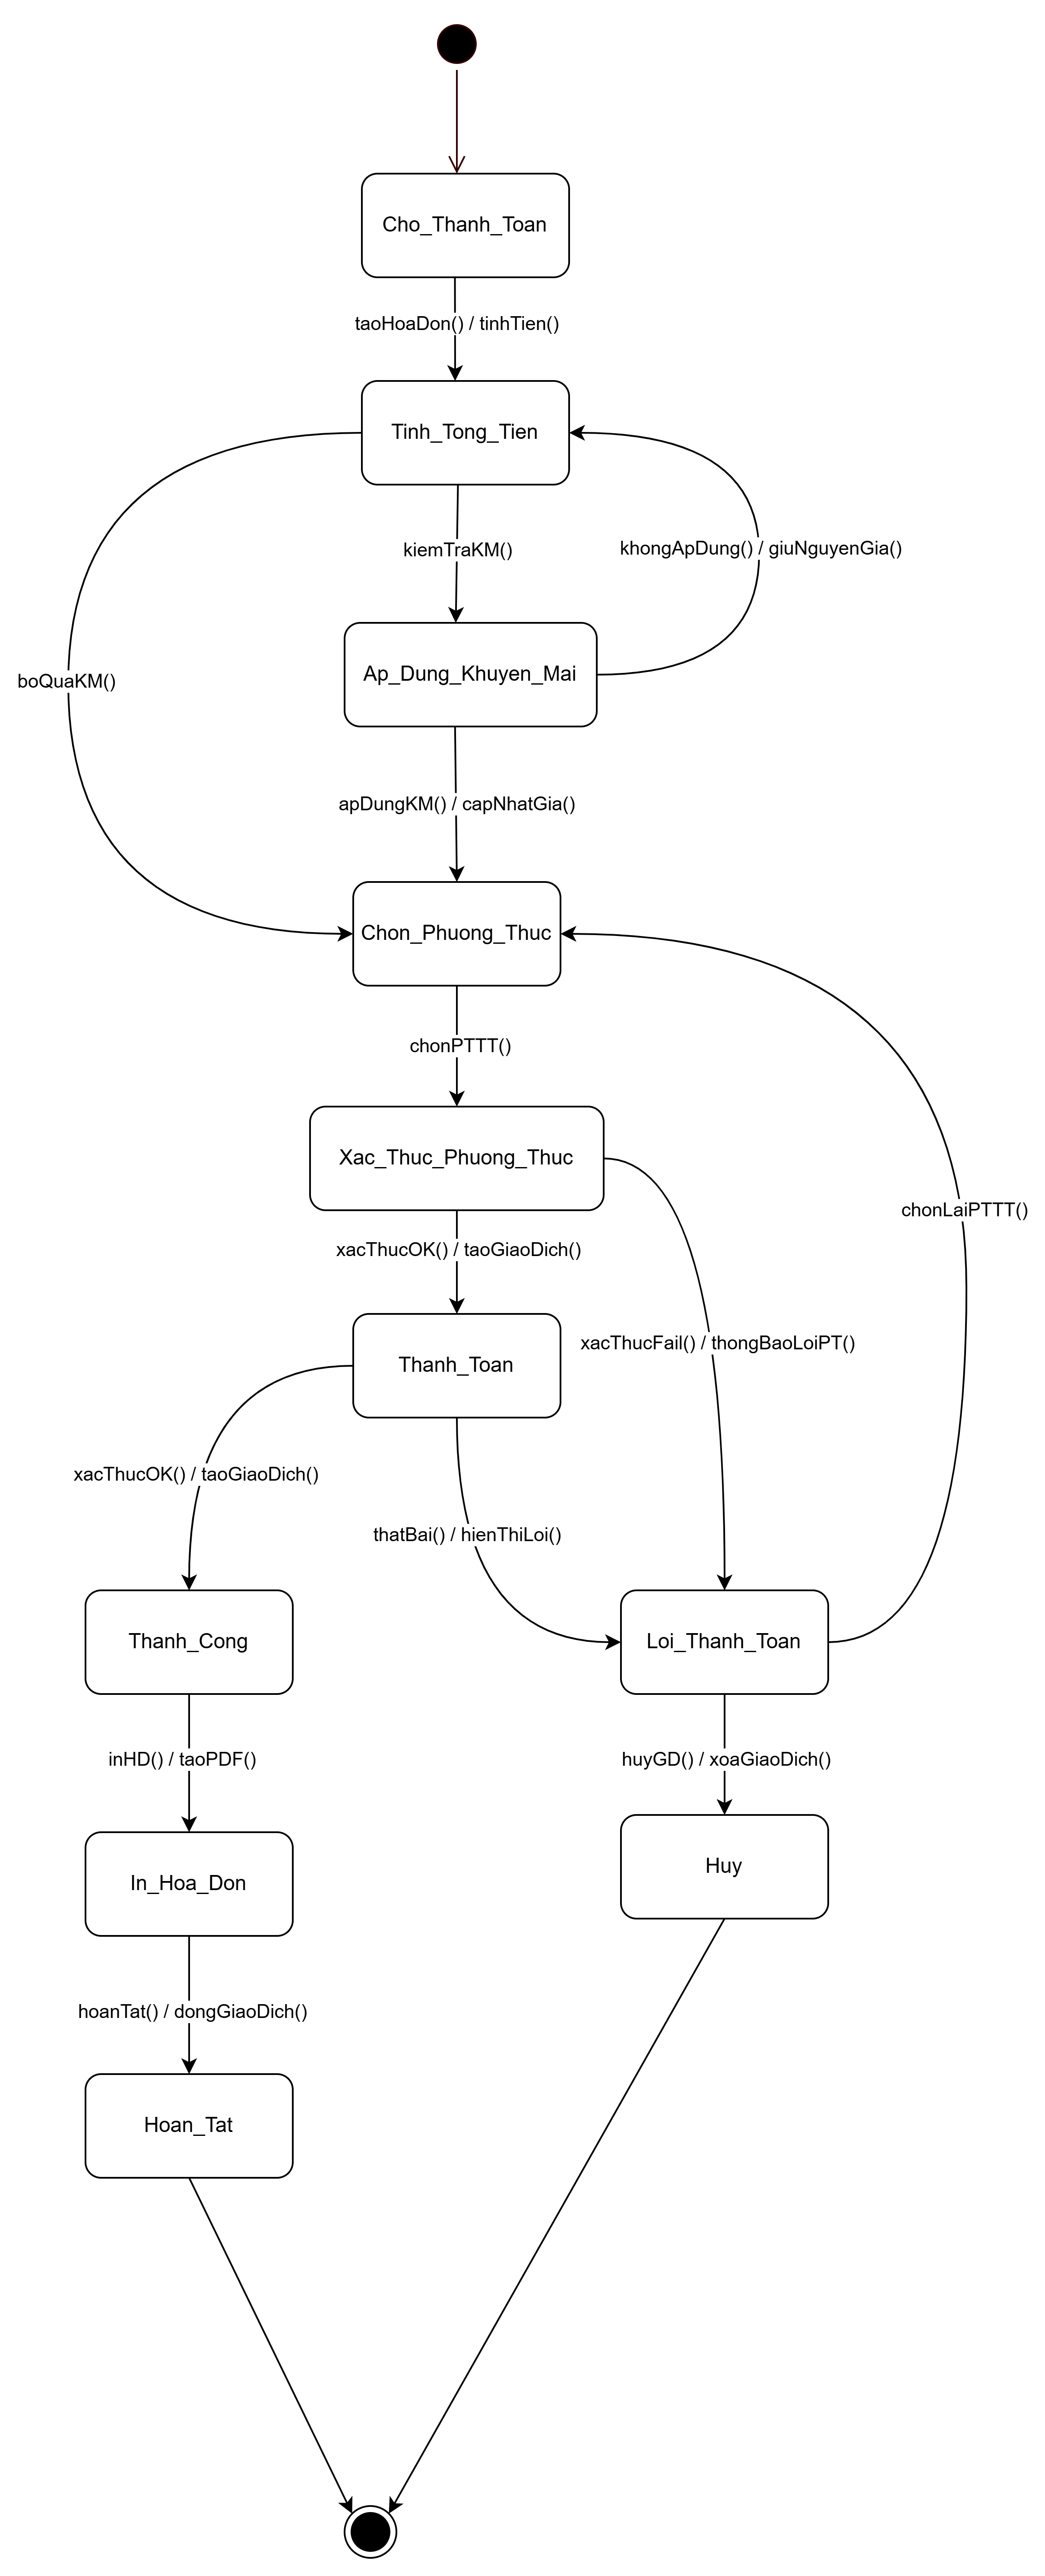 Cho_Thanh_Toan
taoHoaDon() / tinhTien()
Tinh_Tong_Tien
kiemTraKM()
khongApDung() / giuNguyenGia()
Ap_Dung_Khuyen_Mai
boQuaKM()
apDungKM() / capNhatGia()
Chon_Phuong_Thuc
chonPTTT()
Xac_Thuc_Phuong_Thuc
chonLaiPTTT()
xacThucOK() / taoGiaoDich()
xacThucFail() / thongBaoLoiPT()
Thanh_Toan
xacThucOK() / taoGiaoDich()
thatBai() / hienThiLoi()
Thanh_Cong
Loi_Thanh_Toan
inHD() / taoPDF()
huyGD() / xoaGiaoDich()
In_Hoa_Don
Huy
hoanTat() / dongGiaoDich()
Hoan_Tat